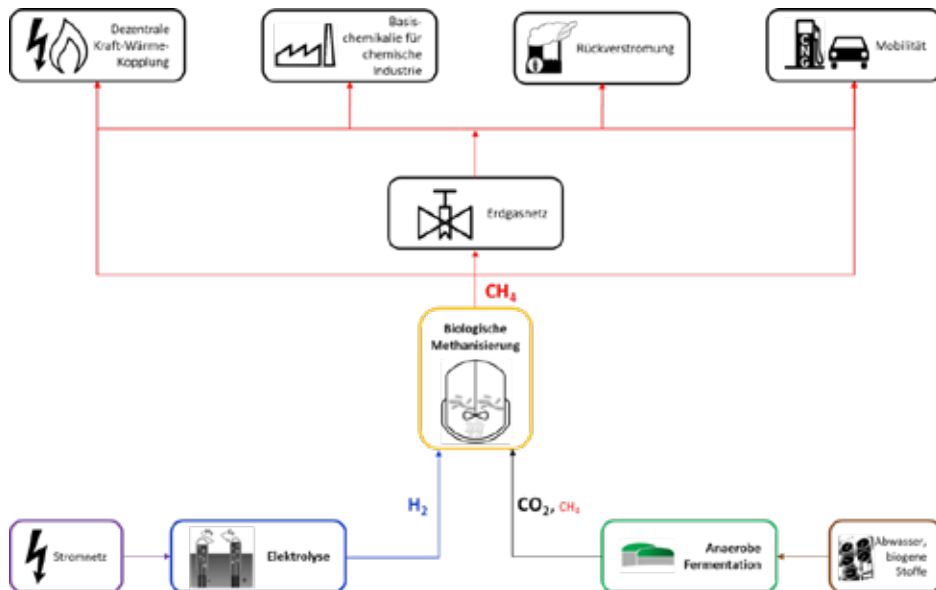 Dezentrale
Kraft-Wärme-
Kopplung
Basis-
chemikalie für
chemische
Industrie
Rückverstromung
CNG
Mobilität
Erdgasnetz
CH₄
Biologische
Methanisierung
H₂
CO₂, CH₄
Stromnetz
Elektrolyse
Anaerobe
Fermentation
Abwasser,
biogene
Stoffe